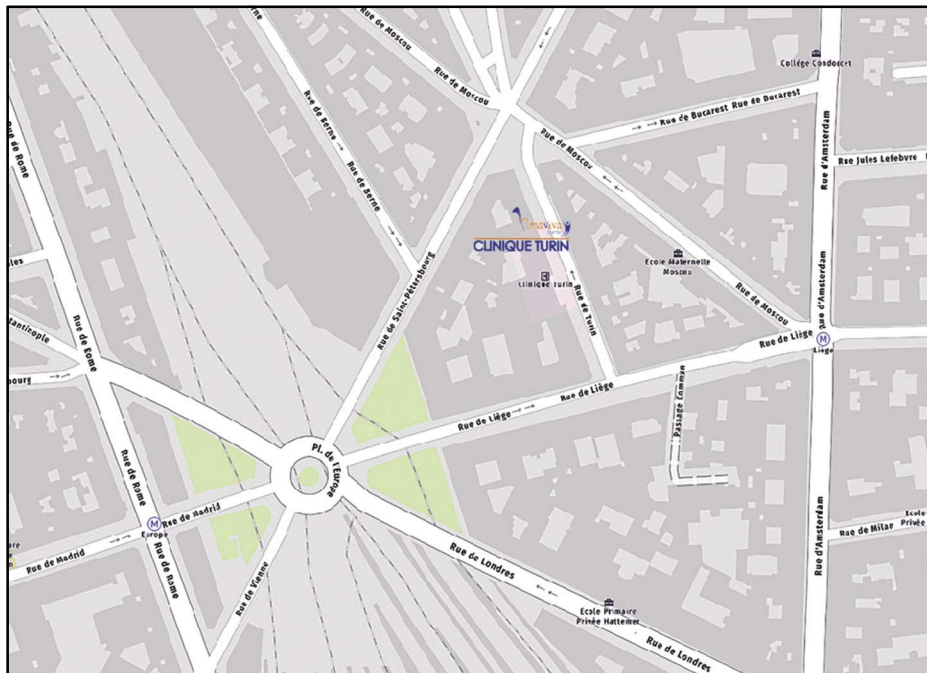 Rue de Moscou
Collège Condorcet
Rue de Moscou
Rue de Berne
Rue de Bucarest Rue de Bucarest
Rue d'Amsterdam
Rue de Rome
Rue de Moscou
Rue Jules Lefebvre
Rue de Berne
CLINIQUE TURIN
Ecole Maternelle
Moscou
Rue de Saint-Pétersbourg
Clinique Turin
Rue d'Amsterdam
Rue de Turin
Rue de Moscou
Rue de Rome
Rue de Liège
M
Liège
Rue de Liège
Passage Commun
Rue de Liège
Pl. de l'Europe
Rue de Rome
Rue de Madrid
M
Europe
Rue de Madrid
Rue de Milan
Ecole
Privée
Rue d'Amsterdam
Rue de Londres
Rue de Vienne
Rue de Rome
Ecole Primaire
Privée Hattemer
Rue de Londres